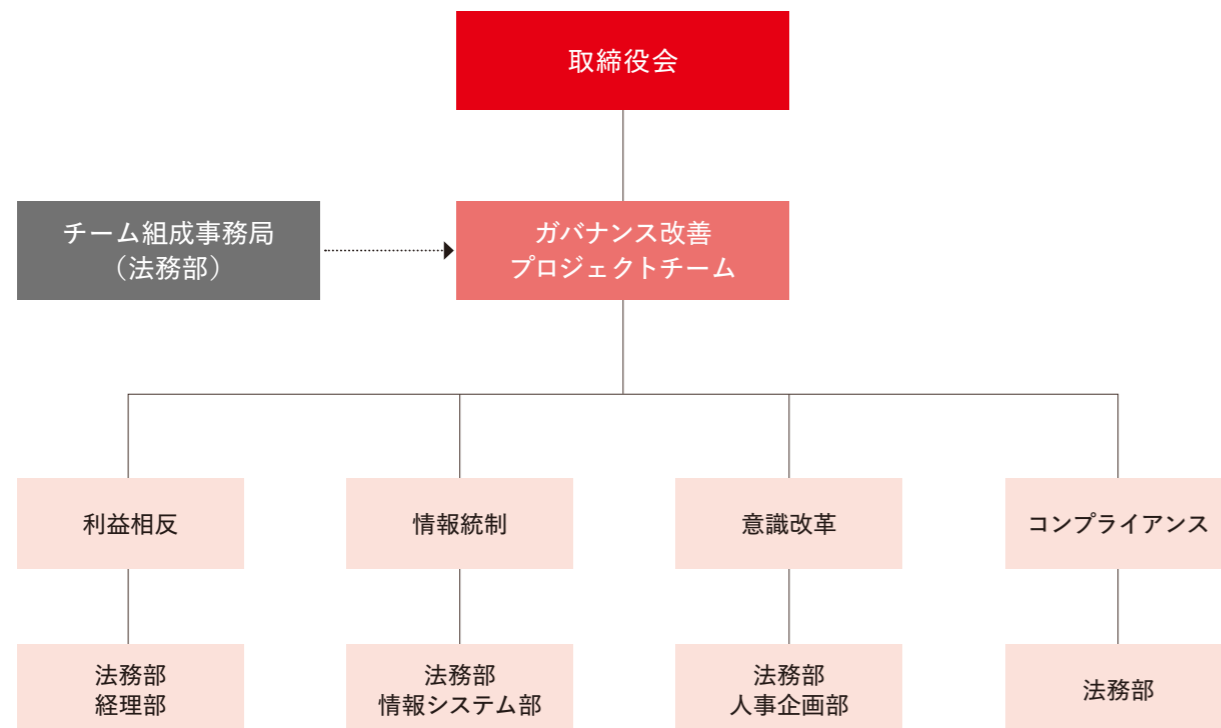 取締役会
チーム組成事務局
（法務部）
ガバナンス改善
プロジェクトチーム
利益相反
情報統制
意識改革
コンプライアンス
法務部
経理部
法務部
情報システム部
法務部
人事企画部
法務部